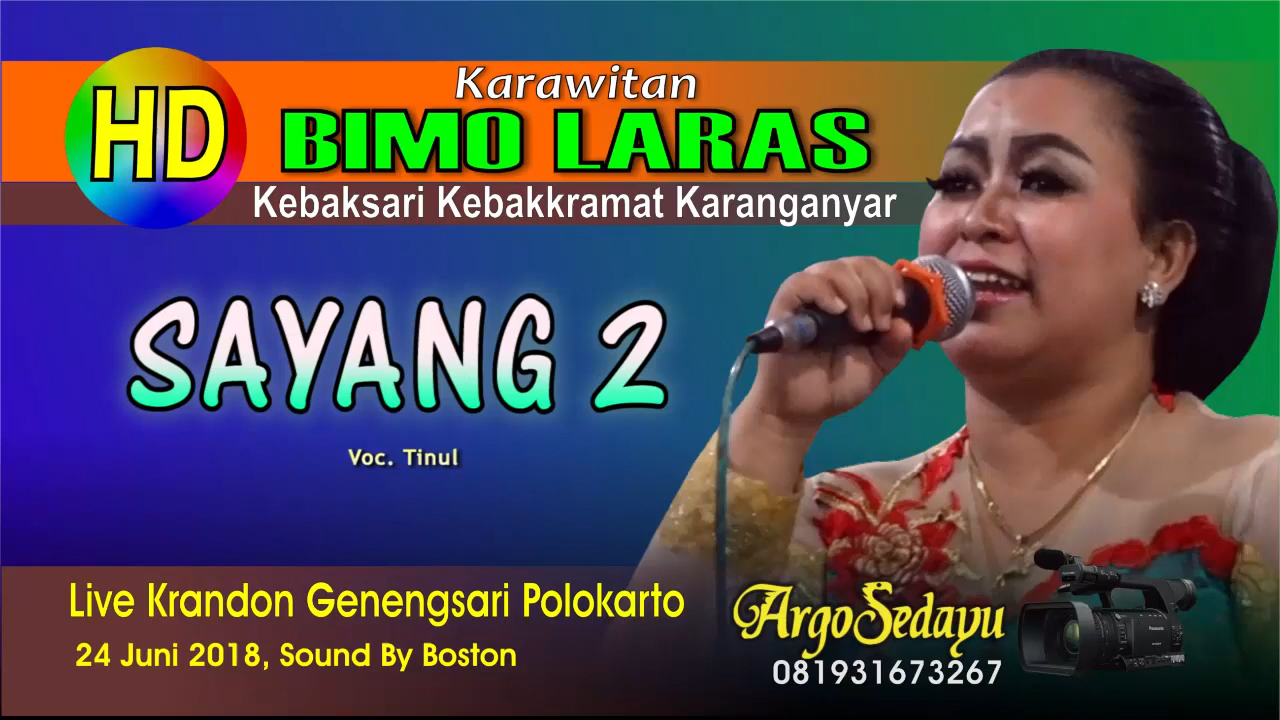 HD
Karawitan
BIMO LARAS
Kebaksari Kebakkramat Karanganyar
SAYANG 2
Voc. Tinul
Live Krandon Genengsari Polokarto
24 Juni 2018, Sound By Boston
ArgoSedayu
081931673267
Panasonic